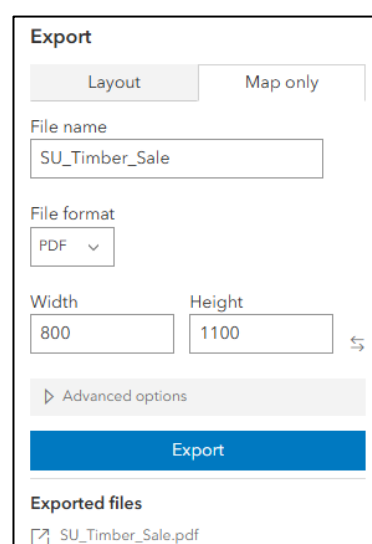 Export
Layout Map only
File name
SU_Timber_Sale
File format
PDF
Width Height
800 1100
Advanced options
Export
Exported files
SU_Timber_Sale.pdf